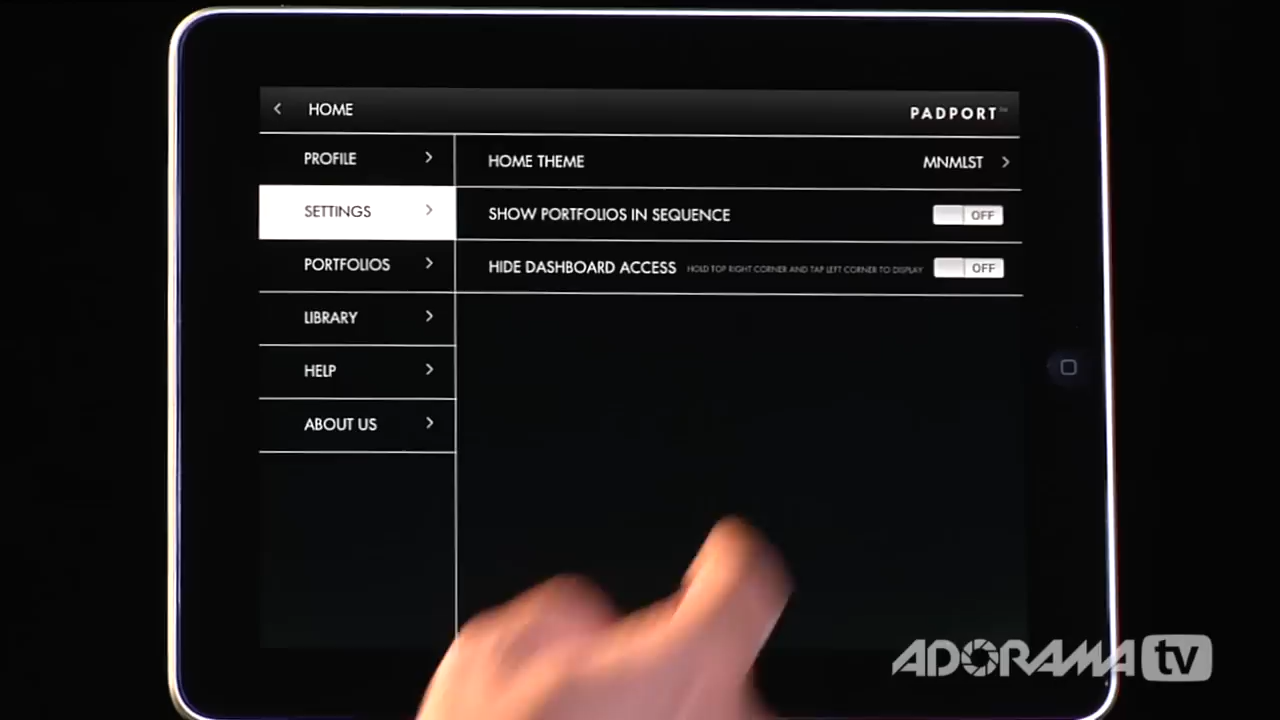 HOME
PADPORT™
PROFILE
HOME THEME MNMLST
SETTINGS
SHOW PORTFOLIOS IN SEQUENCE OFF
PORTFOLIOS
HIDE DASHBOARD ACCESS HOLD TOP RIGHT CORNER AND TAP LEFT CORNER TO DISPLAY OFF
LIBRARY
HELP
ABOUT US
ADORAMA tv